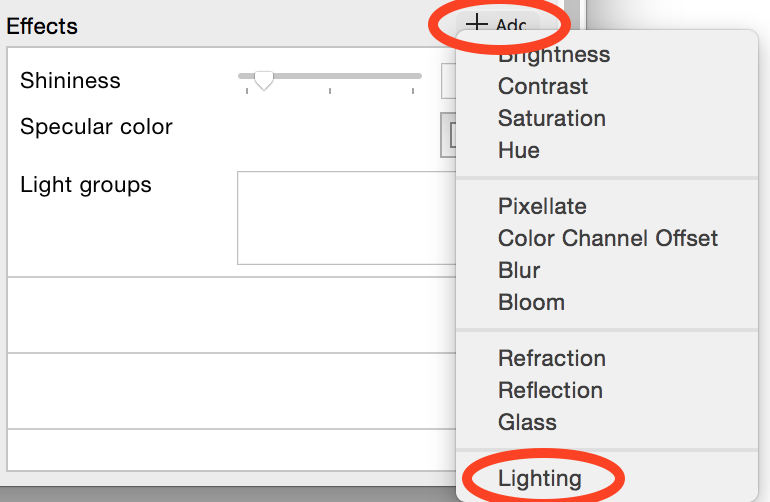 Effects
+ Add
Shininess
Specular color
Light groups
Brightness
Contrast
Saturation
Hue
Pixellate
Color Channel Offset
Blur
Bloom
Refraction
Reflection
Glass
Lighting